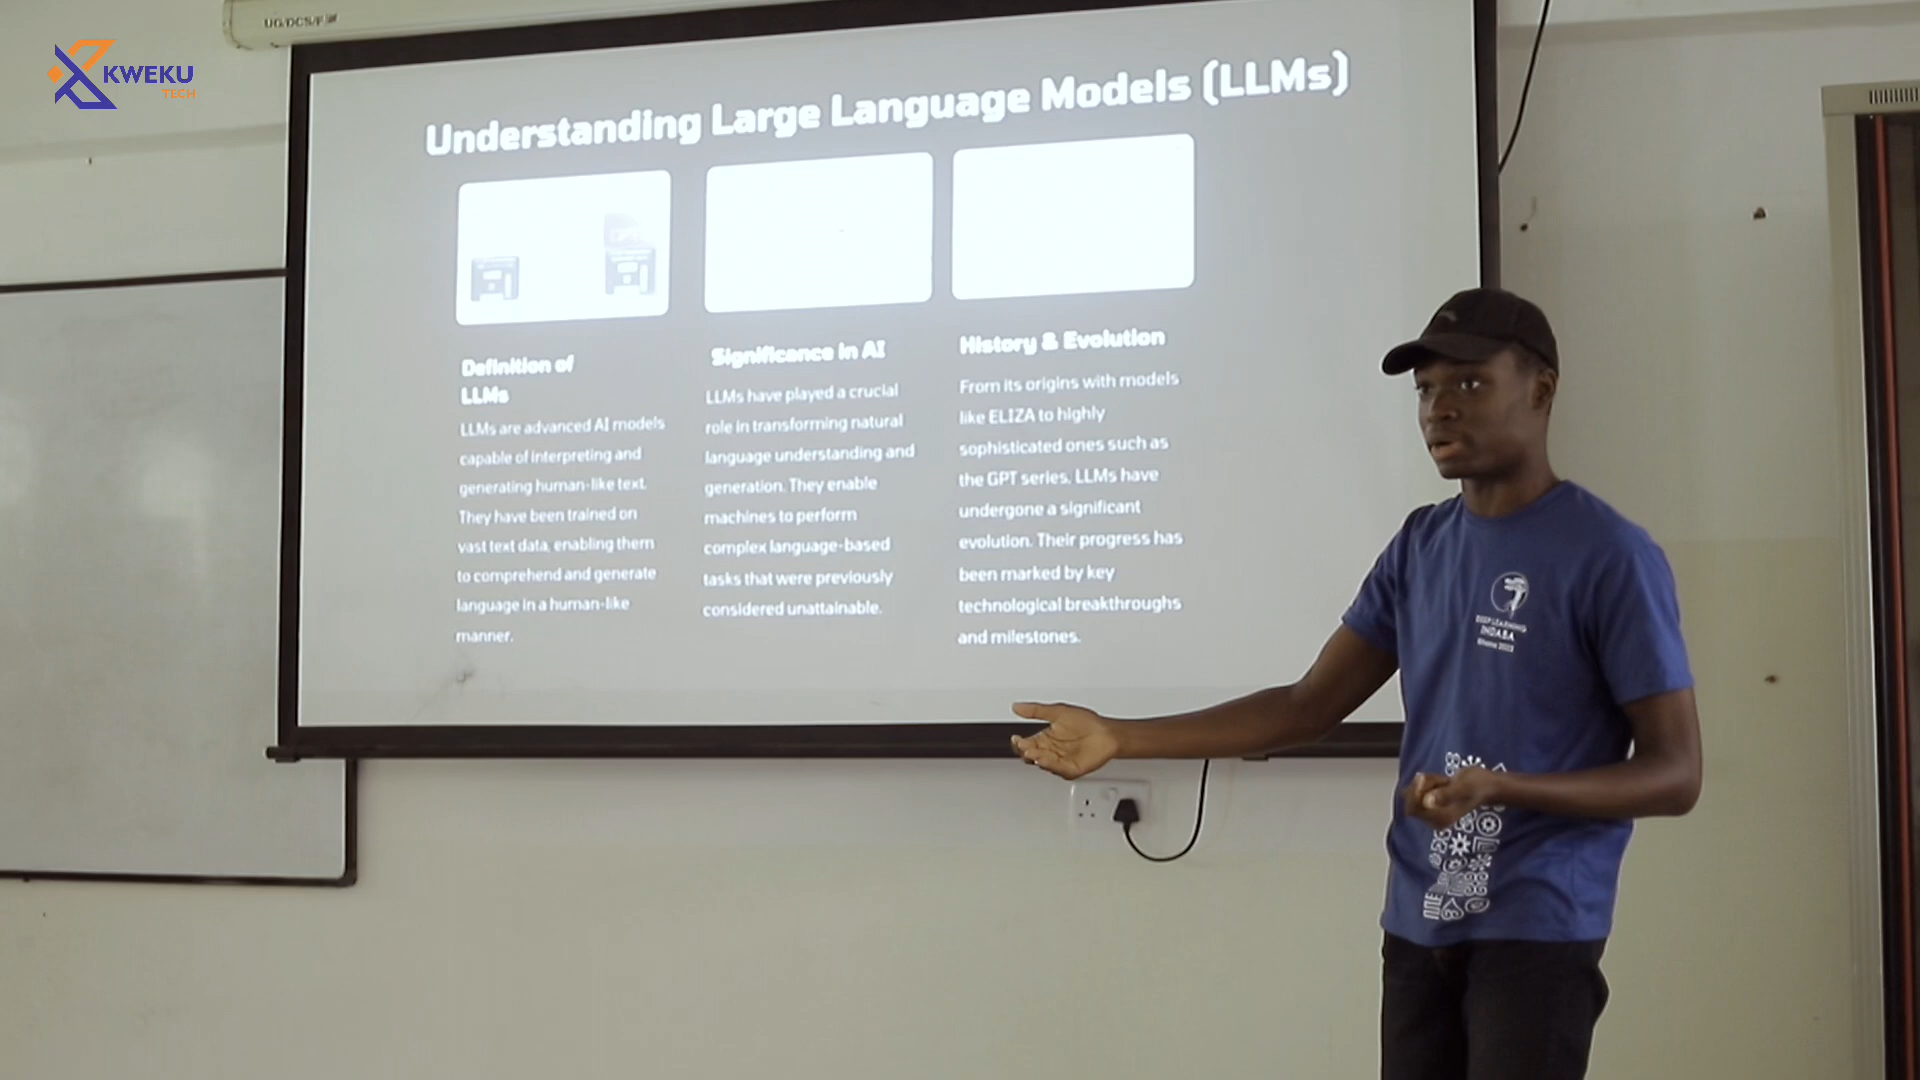 UG/DCS/F
KWEKU
TECH
Understanding Large Language Models (LLMs)
Definition of
LLMs
LLMs are advanced AI models
capable of interpreting and
generating human-like text.
They have been trained on
vast text data, enabling them
to comprehend and generate
language in a human-like
manner.
Significance in AI
LLMs have played a crucial
role in transforming natural
language understanding and
generation. They enable
machines to perform
complex language-based
tasks that were previously
considered unattainable.
History & Evolution
From its origins with models
like ELIZA to highly
sophisticated ones such as
the GPT series, LLMs have
undergone a significant
evolution. Their progress has
been marked by key
technological breakthroughs
and milestones.
DEEP LEARNING
INDABA
Ghana 2023